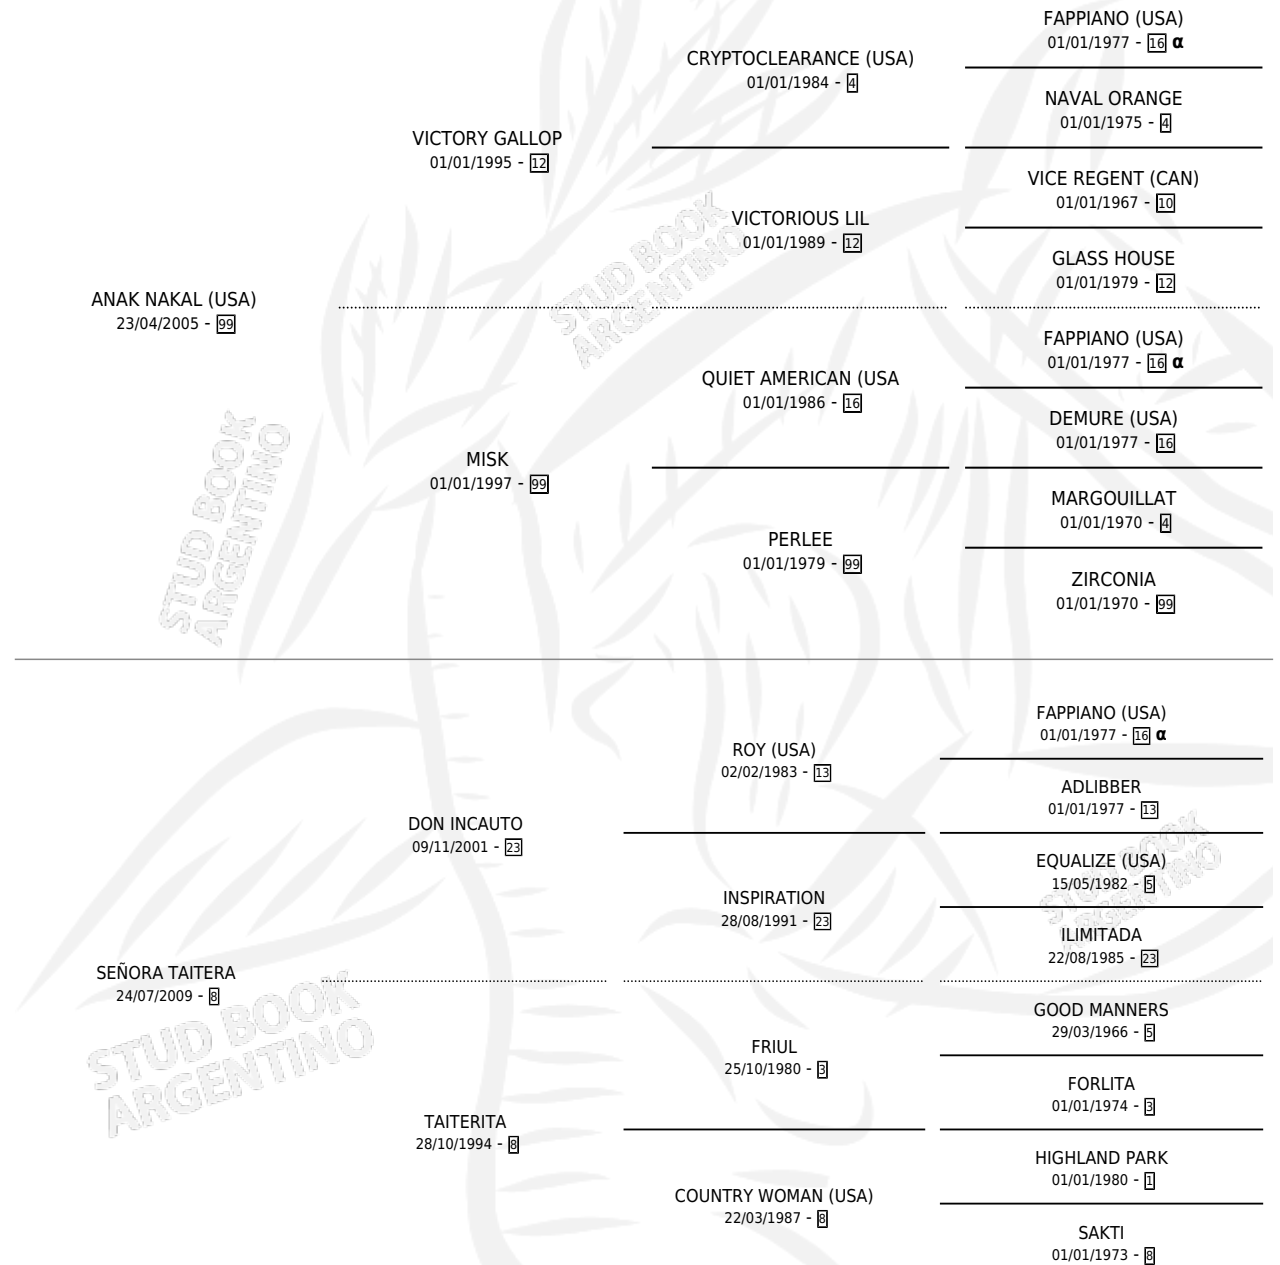 FAPPIANO (USA)
01/01/1977 - 16 α
CRYPTOCLEARANCE (USA)
01/01/1984 - 4
NAVAL ORANGE
01/01/1975 - 4
VICTORY GALLOP
01/01/1995 - 12
VICE REGENT (CAN)
01/01/1967 - 10
VICTORIOUS LIL
01/01/1989 - 12
GLASS HOUSE
01/01/1979 - 12
ANAK NAKAL (USA)
23/04/2005 - 99
FAPPIANO (USA)
01/01/1977 - 16 α
QUIET AMERICAN (USA
01/01/1986 - 16
DEMURE (USA)
01/01/1977 - 16
MISK
01/01/1997 - 99
MARGOUILLAT
01/01/1970 - 4
PERLEE
01/01/1979 - 99
ZIRCONIA
01/01/1970 - 99
FAPPIANO (USA)
01/01/1977 - 16 α
ROY (USA)
02/02/1983 - 13
ADLIBBER
01/01/1977 - 13
DON INCAUTO
09/11/2001 - 23
EQUALIZE (USA)
15/05/1982 - 5
INSPIRATION
28/08/1991 - 23
ILIMITADA
22/08/1985 - 23
SEÑORA TAITERA
24/07/2009 - 8
GOOD MANNERS
29/03/1966 - 5
FRIUL
25/10/1980 - 3
FORLITA
01/01/1974 - 3
TAITERITA
28/10/1994 - 8
HIGHLAND PARK
01/01/1980 - 1
COUNTRY WOMAN (USA)
22/03/1987 - 8
SAKTI
01/01/1973 - 8
STUD BOOK
ARGENTINO
STUD BOOK
ARGENTINO
STUD BOOK
ARGENTINO
STUD BOOK
ARGENTINO